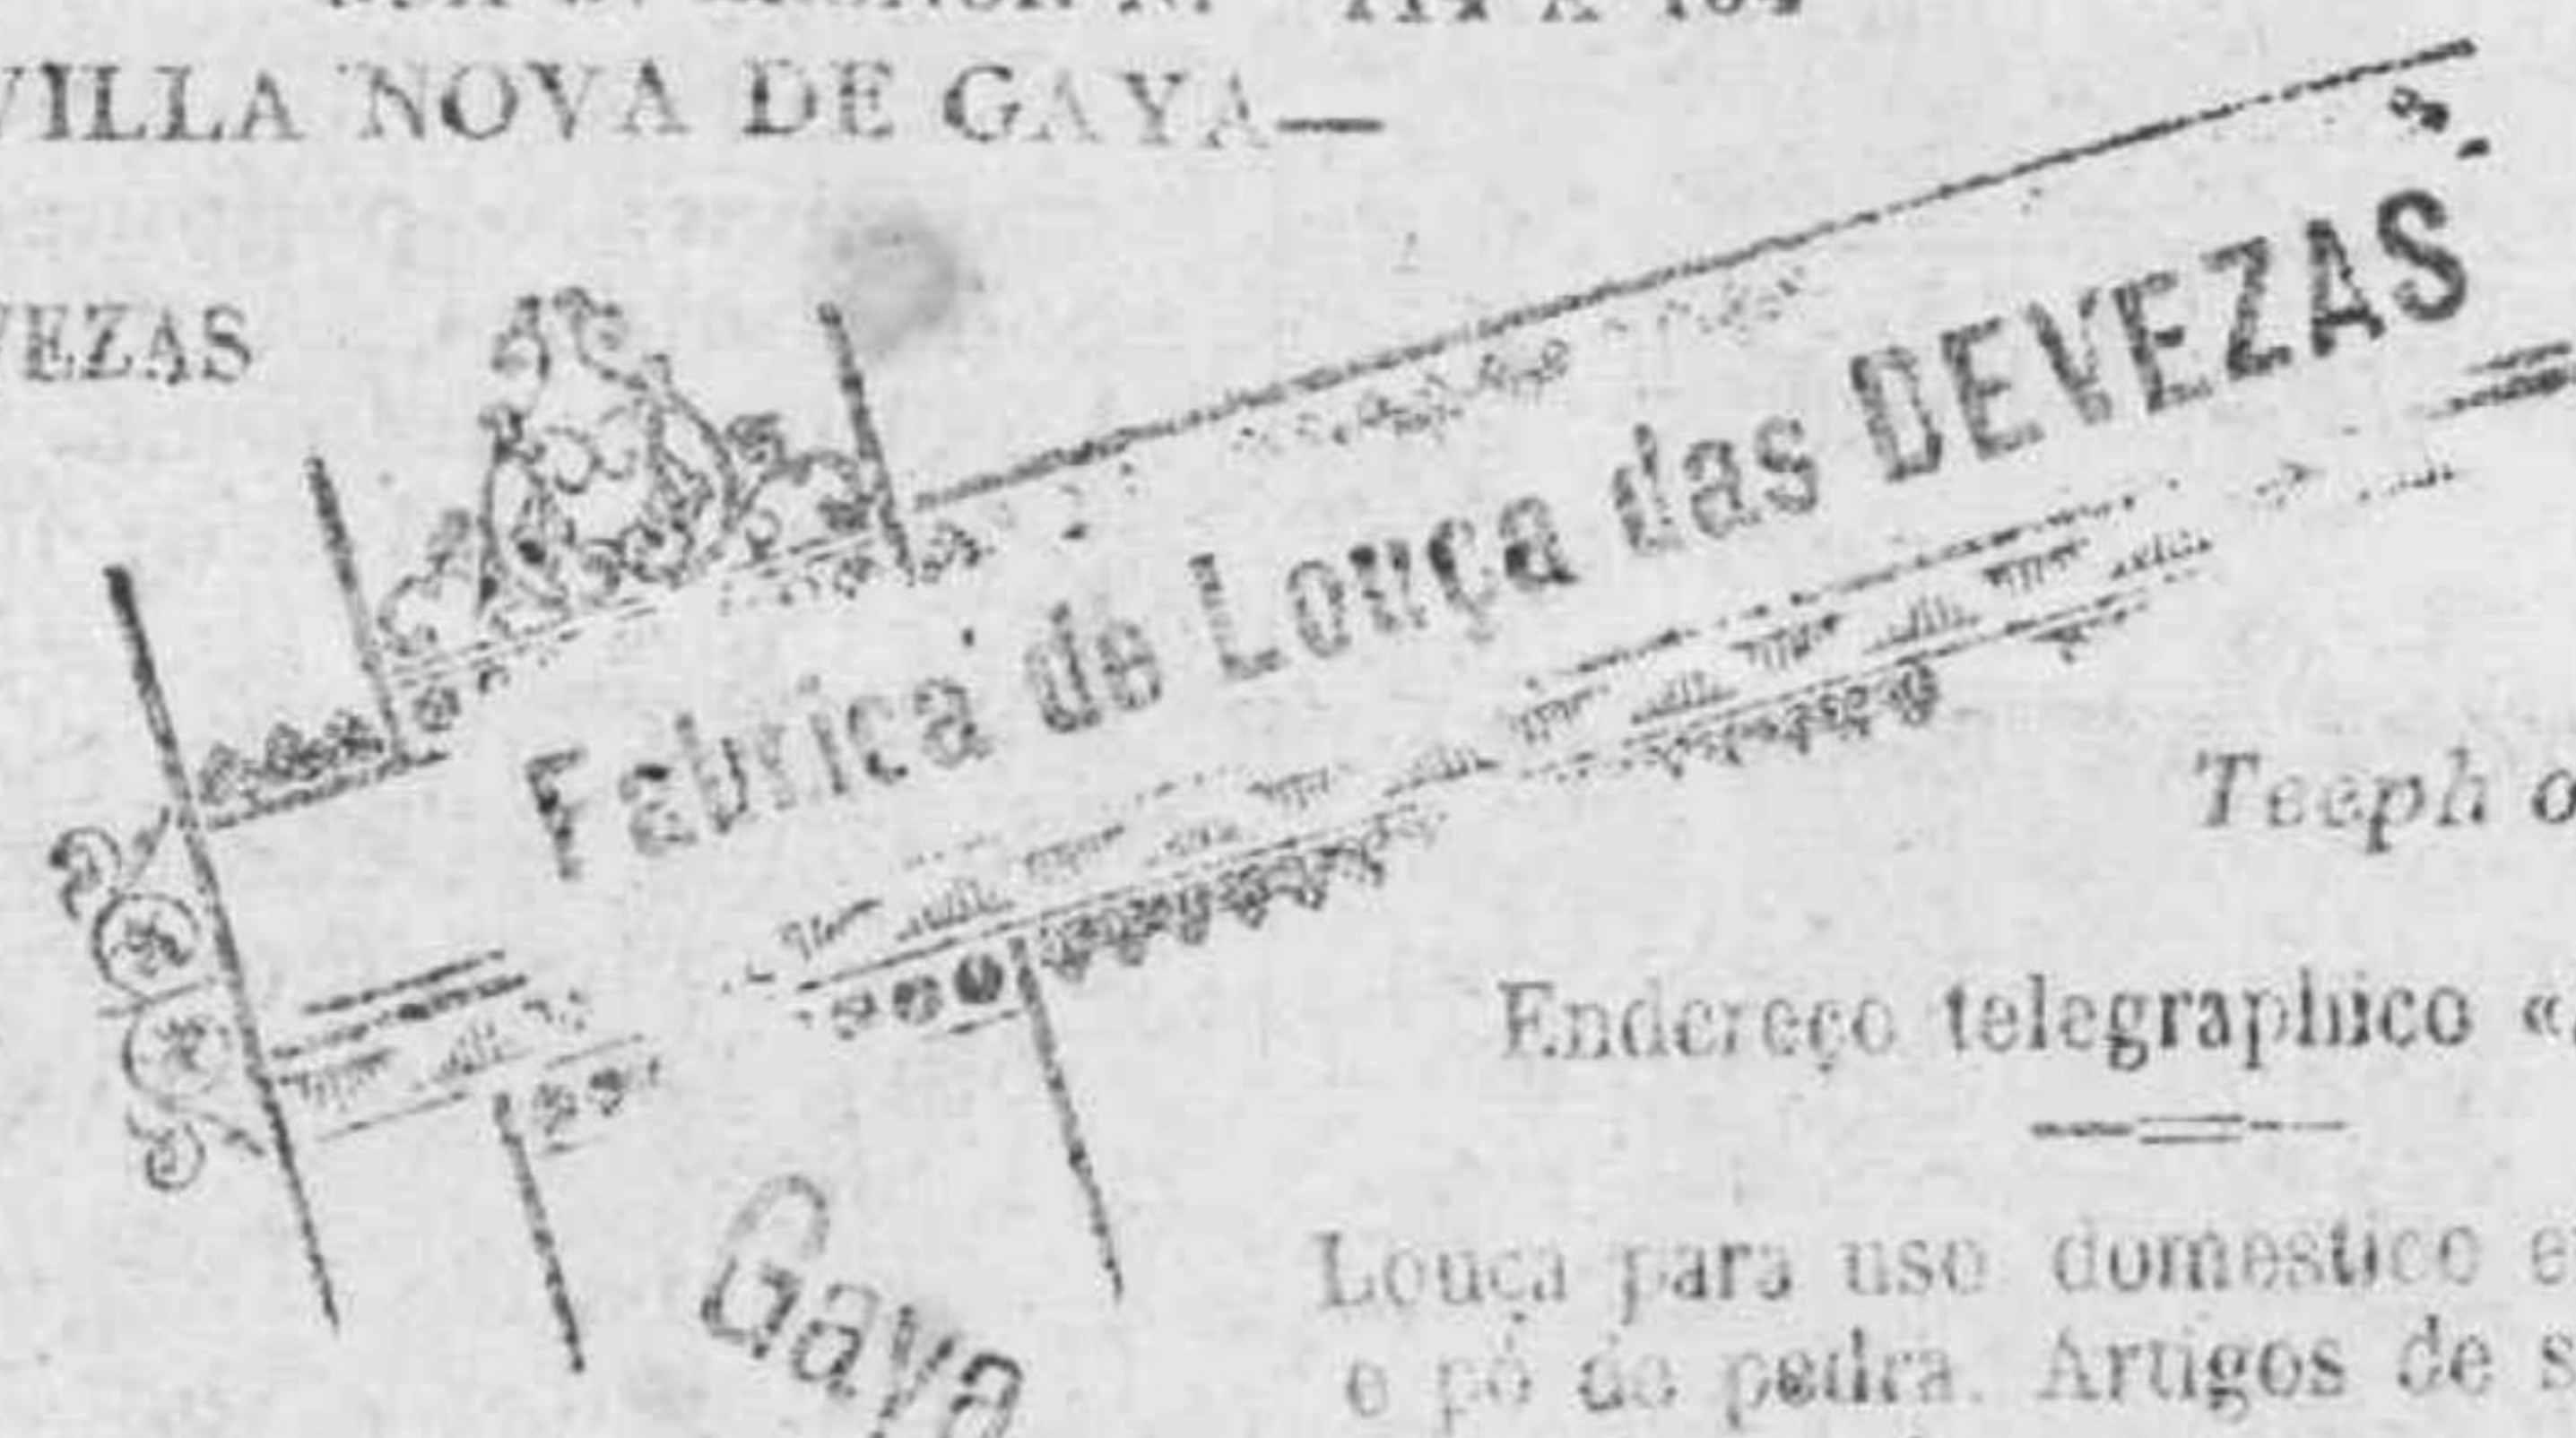 VILLA NOVA DE GAYA—
VEZAS
Fabrica de Louça das DEVEZAS
Teeph o
Endereço telegraphico «
Gaya
Louça para uso domestico e
e pó de pedra. Artigos de s